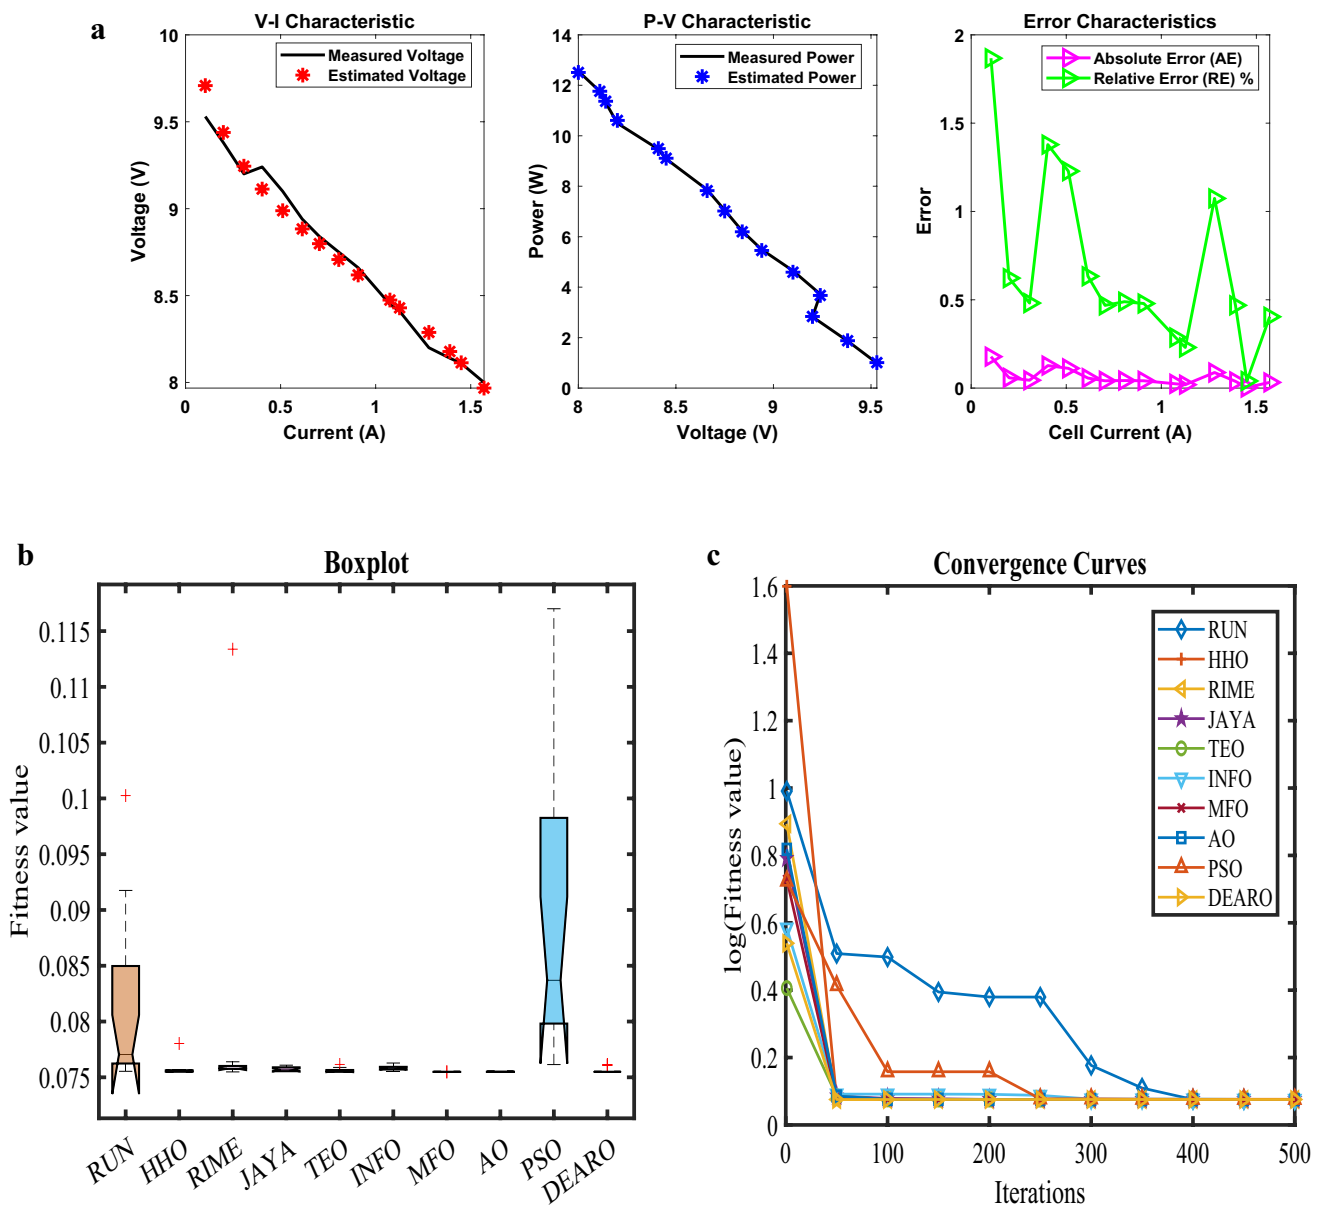 a
V-I Characteristic
Measured Voltage
Estimated Voltage
10
9.5
9
8.5
8
Voltage (V)
0 0.5 1 1.5
Current (A)
P-V Characteristic
Measured Power
Estimated Power
14
12
10
8
6
4
2
0
Power (W)
8 8.5 9 9.5
Voltage (V)
Error Characteristics
Absolute Error (AE)
Relative Error (RE) %
2
1.5
1
0.5
0
Error
0 0.5 1 1.5
Cell Current (A)
b
Boxplot
0.115
0.11
0.105
0.1
0.095
0.09
0.085
0.08
0.075
Fitness value
RUN HHO RIME JAYA TEO INFO MFO AO PSO DEARO
c
Convergence Curves
1.6
1.4
1.2
1
0.8
0.6
0.4
0.2
0
log(Fitness value)
RUN
HHO
RIME
JAYA
TEO
INFO
MFO
AO
PSO
DEARO
0 100 200 300 400 500
Iterations